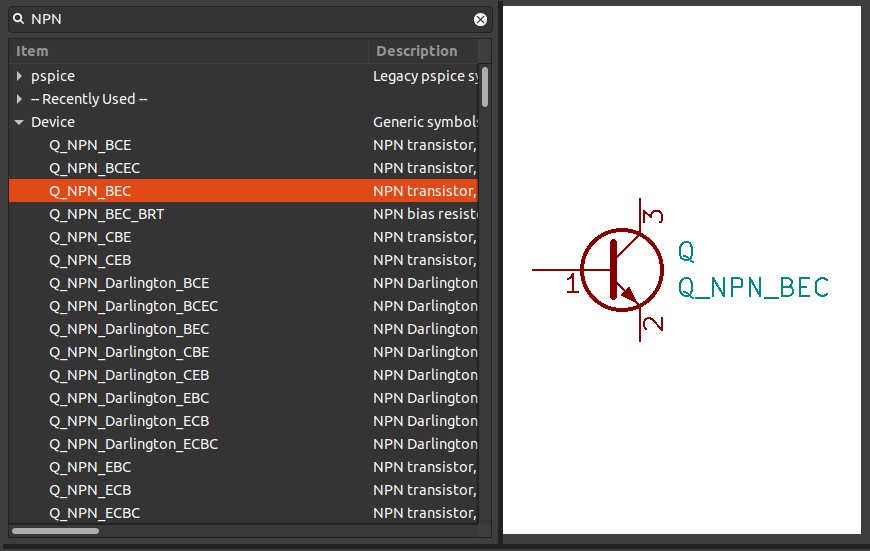 NPN
Item Description
pspice Legacy pspice sy
-- Recently Used --
Device Generic symbols
Q_NPN_BCE NPN transistor,
Q_NPN_BCEC NPN transistor,
Q_NPN_BEC NPN transistor,
Q_NPN_BEC_BRT NPN bias resist
Q_NPN_CBE NPN transistor,
Q_NPN_CEB NPN transistor,
Q_NPN_Darlington_BCE NPN Darlington
Q_NPN_Darlington_BCEC NPN Darlington
Q_NPN_Darlington_BEC NPN Darlington
Q_NPN_Darlington_CBE NPN Darlington
Q_NPN_Darlington_CEB NPN Darlington
Q_NPN_Darlington_EBC NPN Darlington
Q_NPN_Darlington_ECB NPN Darlington
Q_NPN_Darlington_ECBC NPN Darlington
Q_NPN_EBC NPN transistor,
Q_NPN_ECB NPN transistor,
Q_NPN_ECBC NPN transistor,
3
Q
1
Q_NPN_BEC
2